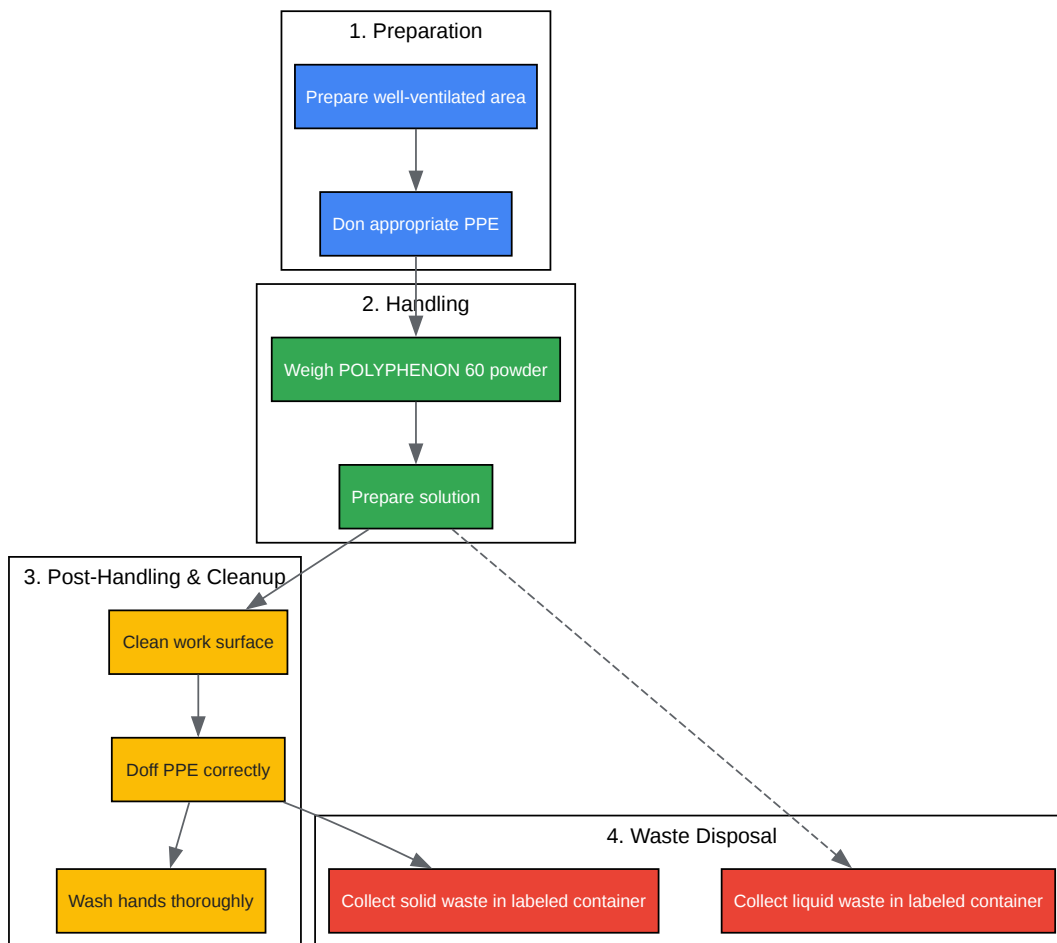 1. Preparation
Prepare well-ventilated area
Don appropriate PPE
2. Handling
Weigh POLYPHENON 60 powder
Prepare solution
3. Post-Handling & Cleanup
Clean work surface
Doff PPE correctly
Wash hands thoroughly
4. Waste Disposal
Collect solid waste in labeled container
Collect liquid waste in labeled container